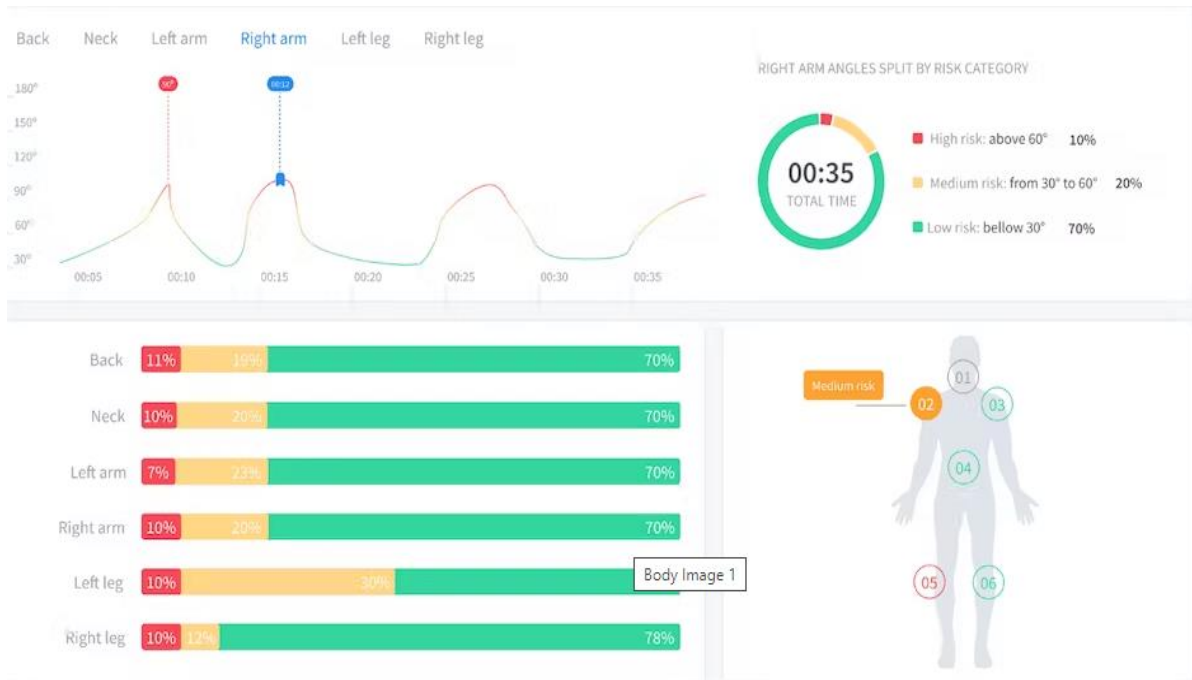 Back Neck Left arm Right arm Left leg Right leg
RIGHT ARM ANGLES SPLIT BY RISK CATEGORY
90°
00:12
180°
150°
120°
90°
60°
30°
00:05 00:10 00:15 00:20 00:25 00:30 00:35
00:35
TOTAL TIME
High risk: above 60° 10%
Medium risk: from 30° to 60° 20%
Low risk: bellow 30° 70%
Back 11% 19% 70%
Neck 10% 20% 70%
Left arm 7% 23% 70%
Right arm 10% 20% 70%
Left leg 10% 30%
Right leg 10% 12% 78%
Body Image 1
Medium risk
01
02
03
04
05
06